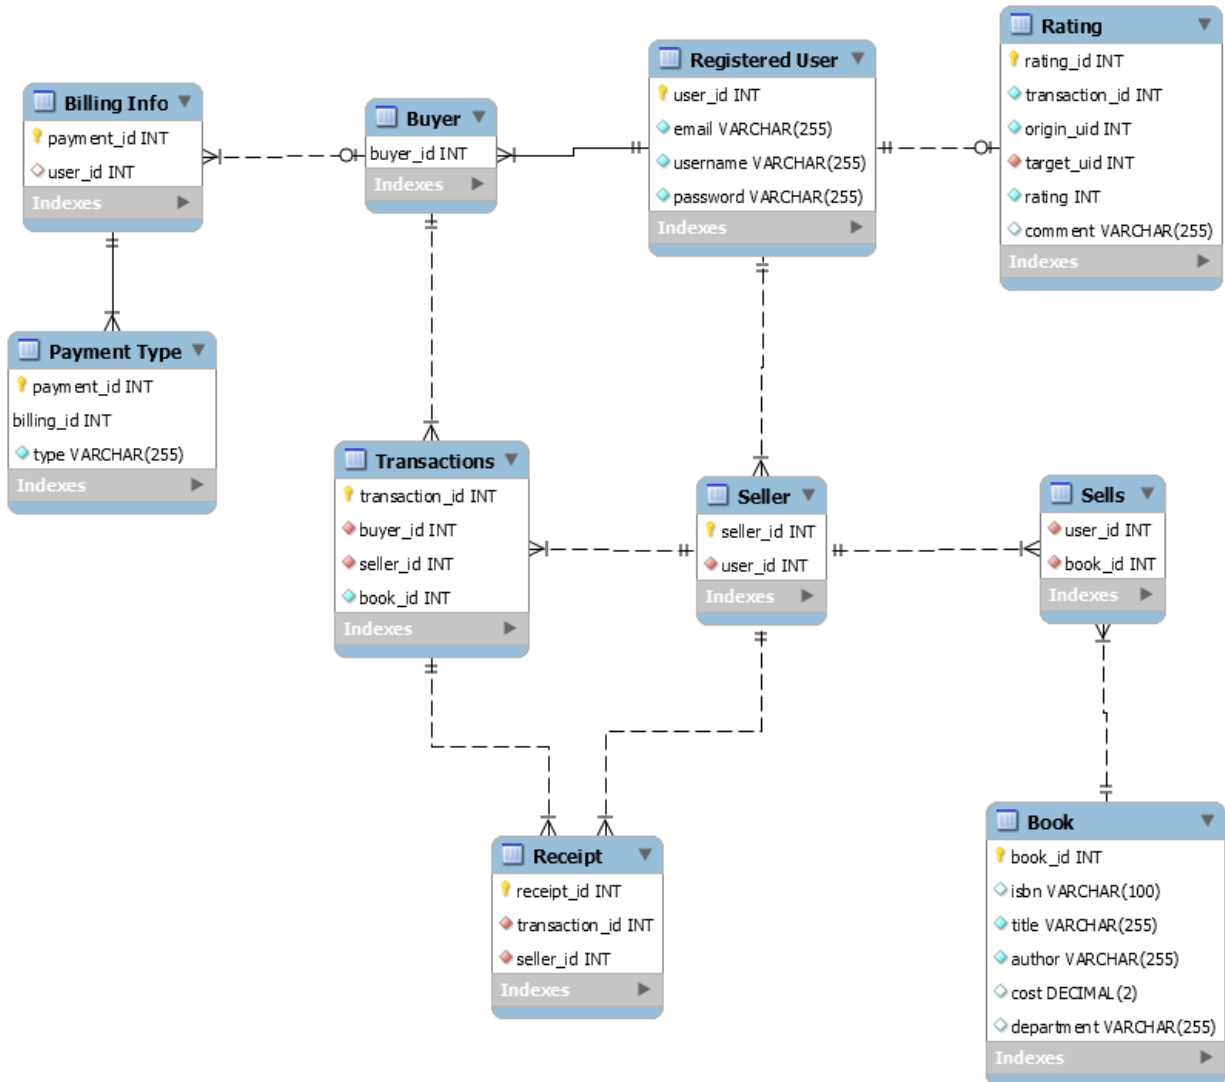 Billing Info
payment_id INT
user_id INT
Indexes
Buyer
buyer_id INT
Indexes
Registered User
user_id INT
email VARCHAR(255)
username VARCHAR(255)
password VARCHAR(255)
Indexes
Rating
rating_id INT
transaction_id INT
origin_uid INT
target_uid INT
rating INT
comment VARCHAR(255)
Indexes
Payment Type
payment_id INT
billing_id INT
type VARCHAR(255)
Indexes
Transactions
transaction_id INT
buyer_id INT
seller_id INT
book_id INT
Indexes
Seller
seller_id INT
user_id INT
Indexes
Sells
user_id INT
book_id INT
Indexes
Receipt
receipt_id INT
transaction_id INT
seller_id INT
Indexes
Book
book_id INT
isbn VARCHAR(100)
title VARCHAR(255)
author VARCHAR(255)
cost DECIMAL(2)
department VARCHAR(255)
Indexes